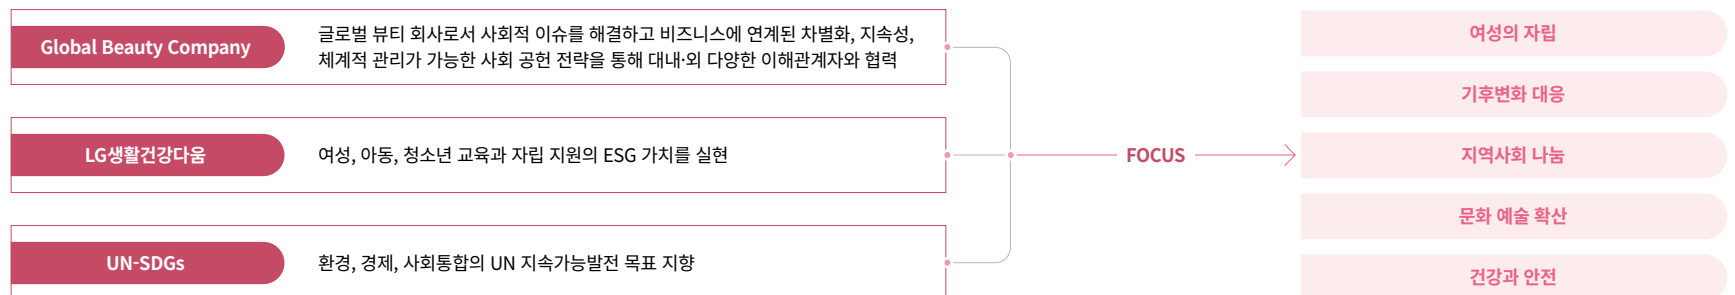 Global Beauty Company
글로벌 뷰티 회사로서 사회적 이슈를 해결하고 비즈니스에 연계된 차별화, 지속성,
체계적 관리가 가능한 사회 공헌 전략을 통해 대내·외 다양한 이해관계자와 협력
LG생활건강다움
여성, 아동, 청소년 교육과 자립 지원의 ESG 가치를 실현
UN-SDGs
환경, 경제, 사회통합의 UN 지속가능발전 목표 지향
FOCUS
여성의 자립
기후변화 대응
지역사회 나눔
문화 예술 확산
건강과 안전